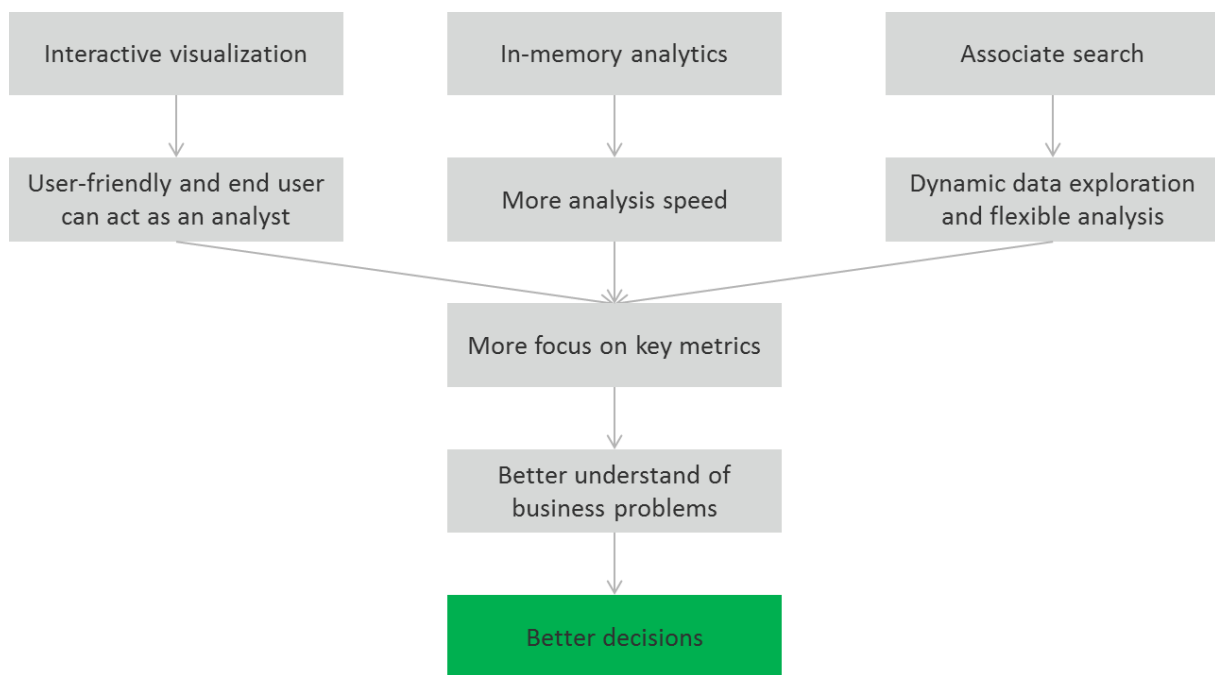 Interactive visualization
In-memory analytics
Associate search
User-friendly and end user
can act as an analyst
More analysis speed
Dynamic data exploration
and flexible analysis
More focus on key metrics
Better understand of
business problems
Better decisions